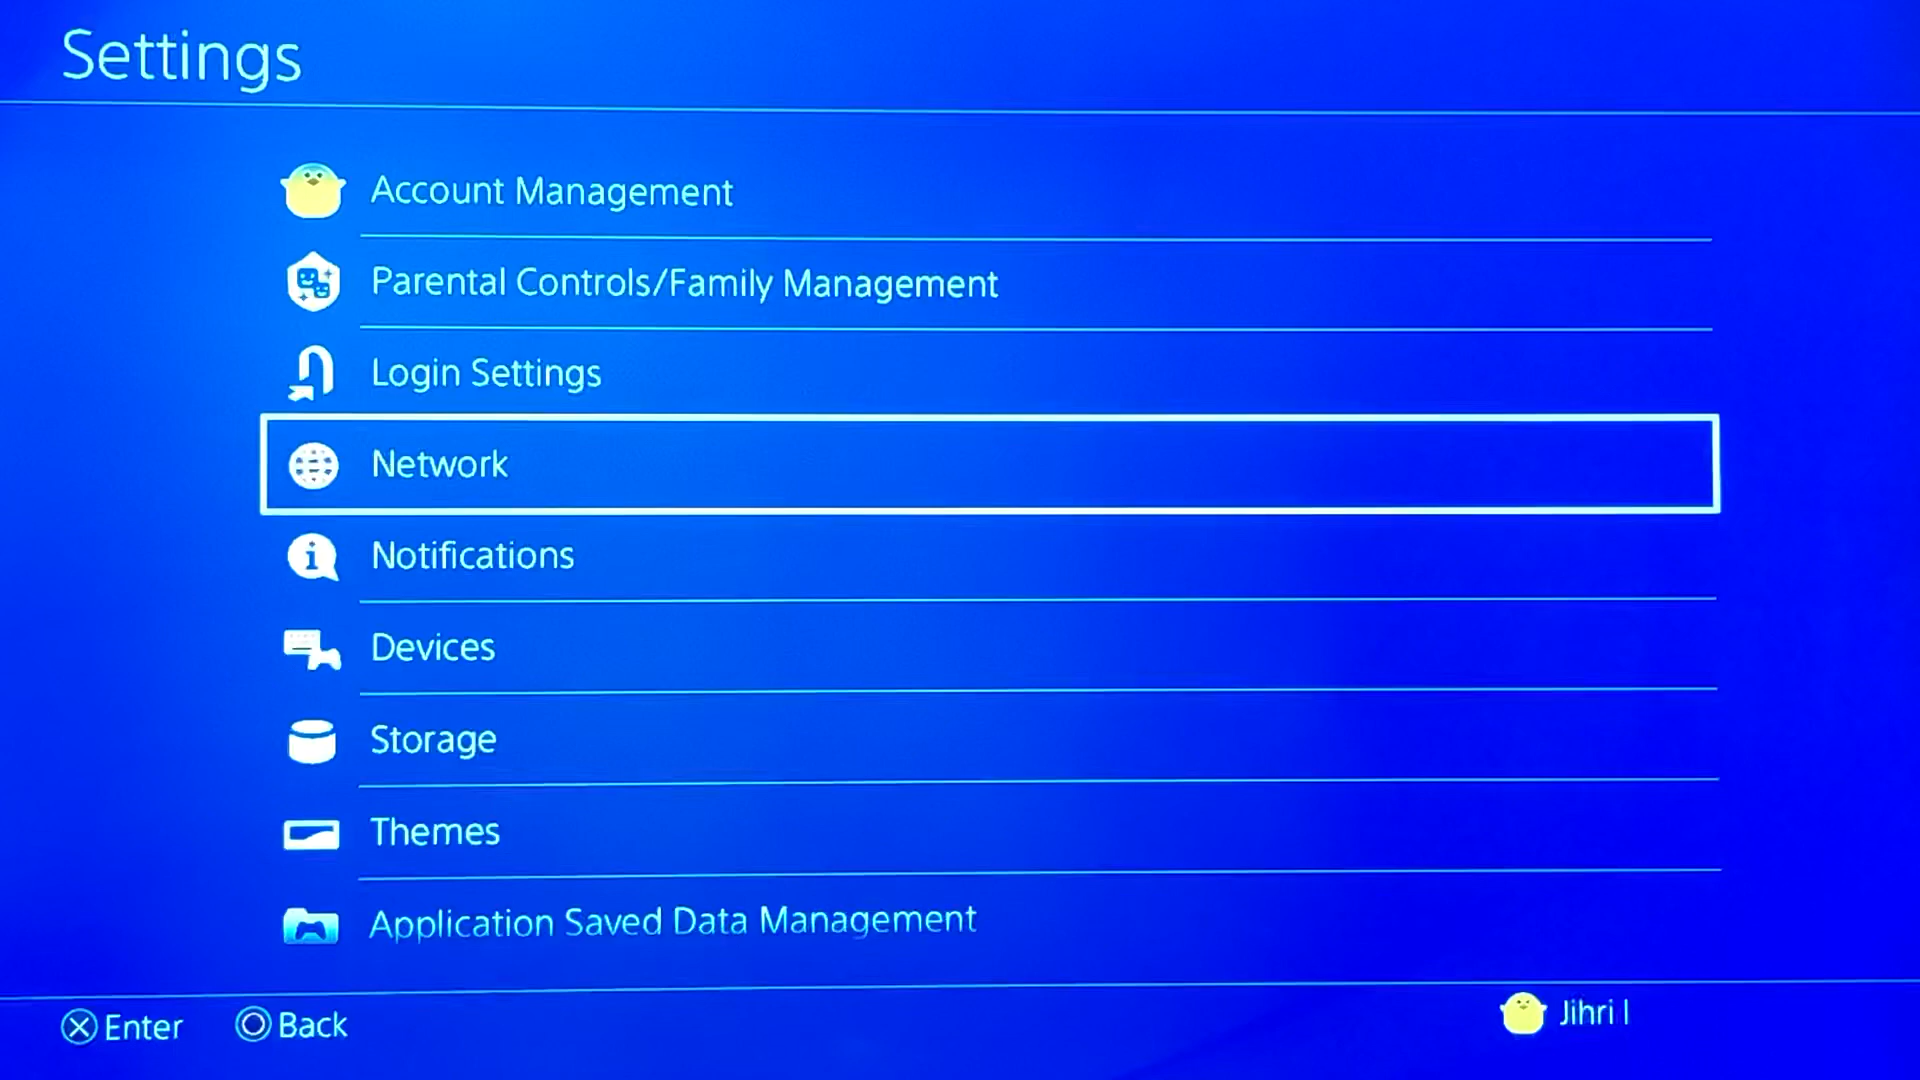 Settings
Account Management
Parental Controls/Family Management
Login Settings
Network
Notifications
Devices
Storage
Themes
Application Saved Data Management
Enter Back
Jihri l